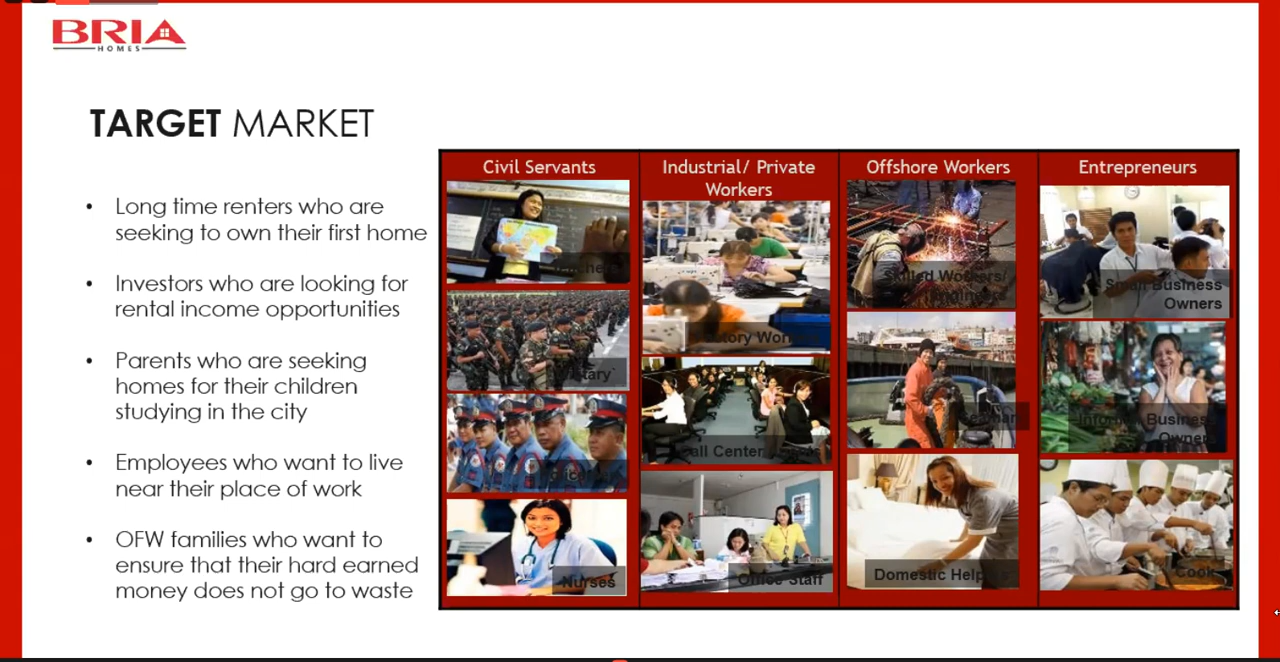 BRIA
HOMES
TARGET MARKET
• Long time renters who are
seeking to own their first home
• Investors who are looking for
rental income opportunities
• Parents who are seeking
homes for their children
studying in the city
• Employees who want to live
near their place of work
• OFW families who want to
ensure that their hard earned
money does not go to waste
Civil Servants
Teachers
Nurses
Industrial/ Private
Workers
Factory Workers
Call Center
Office Staff
Offshore Workers
Skilled Workers/
Engineers
Domestic Helpers
Entrepreneurs
Small Business
Owners
Informal Business
Owners
Cook